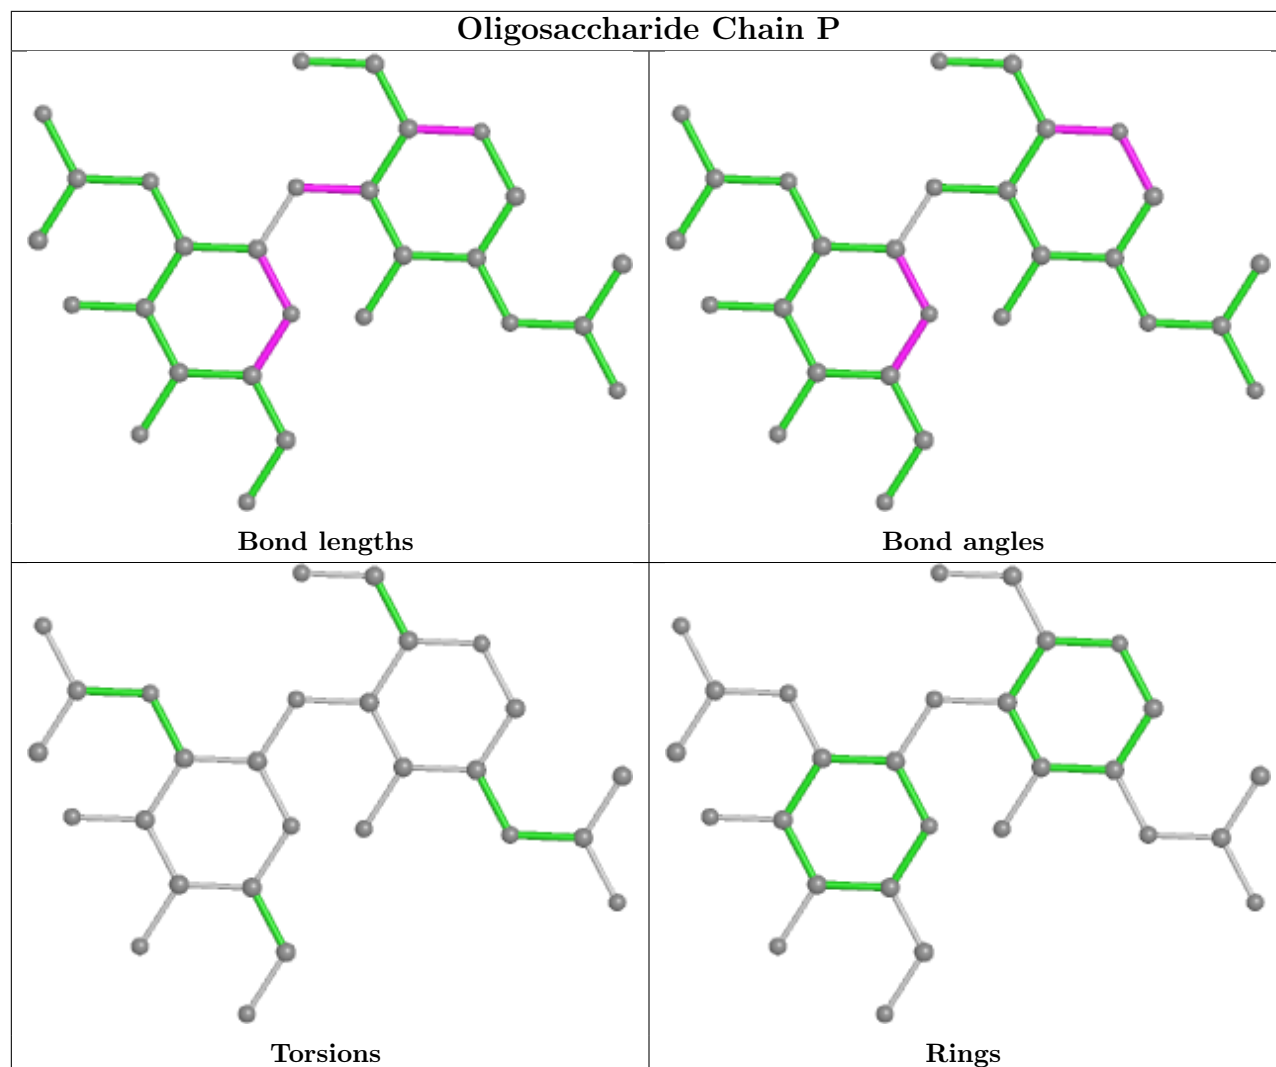 Oligosaccharide Chain P
Bond lengths
Bond angles
Torsions
Rings